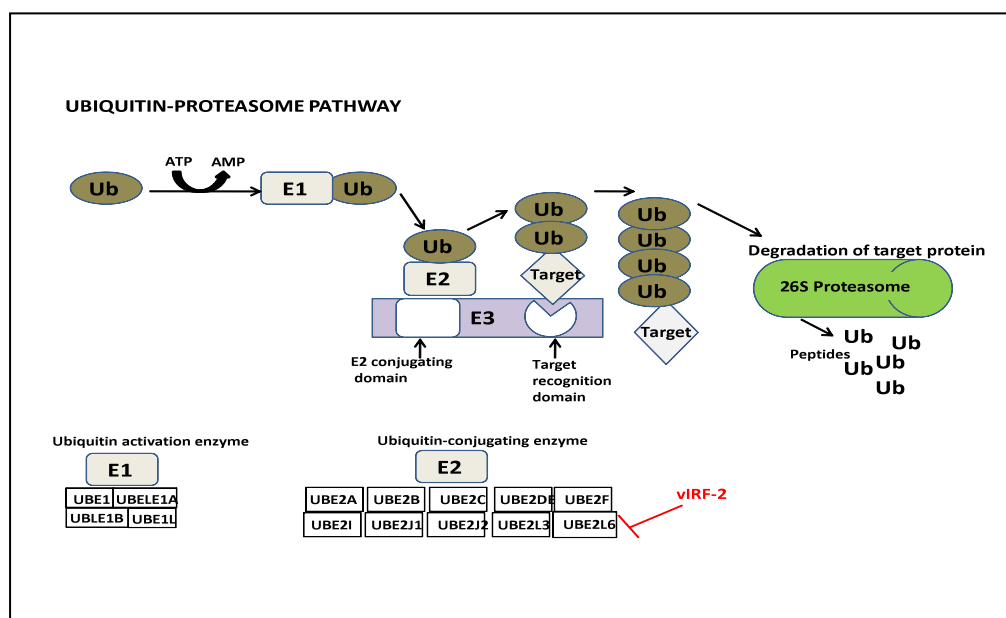 UBIQUITIN-PROTEASOME PATHWAY
ATP AMP
Ub
E1 Ub
Ub
E2
E3
Ub
Ub
Target
Ub
Ub
Ub
Ub
Target
E2 conjugating
domain
Target
recognition
domain
Degradation of target protein
26S Proteasome
Peptides
Ub
Ub
Ub
Ub
Ub
Ubiquitin activation enzyme
E1
UBE1 UBELE1A
UBLE1B UBE1L
Ubiquitin-conjugating enzyme
E2
UBE2A UBE2B UBE2C UBE2DE UBE2F
UBE2I UBE2J1 UBE2J2 UBE2L3 UBE2L6
vIRF-2